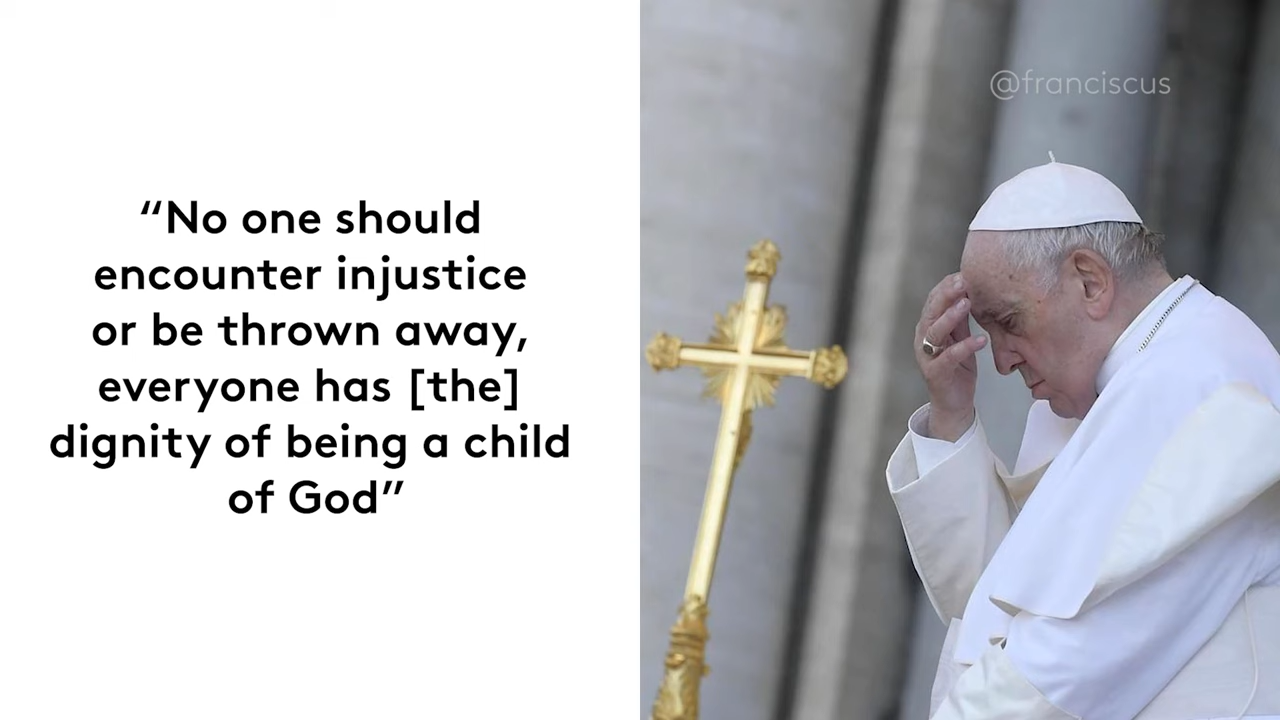 “No one should
encounter injustice
or be thrown away,
everyone has [the]
dignity of being a child
of God”
@franciscus